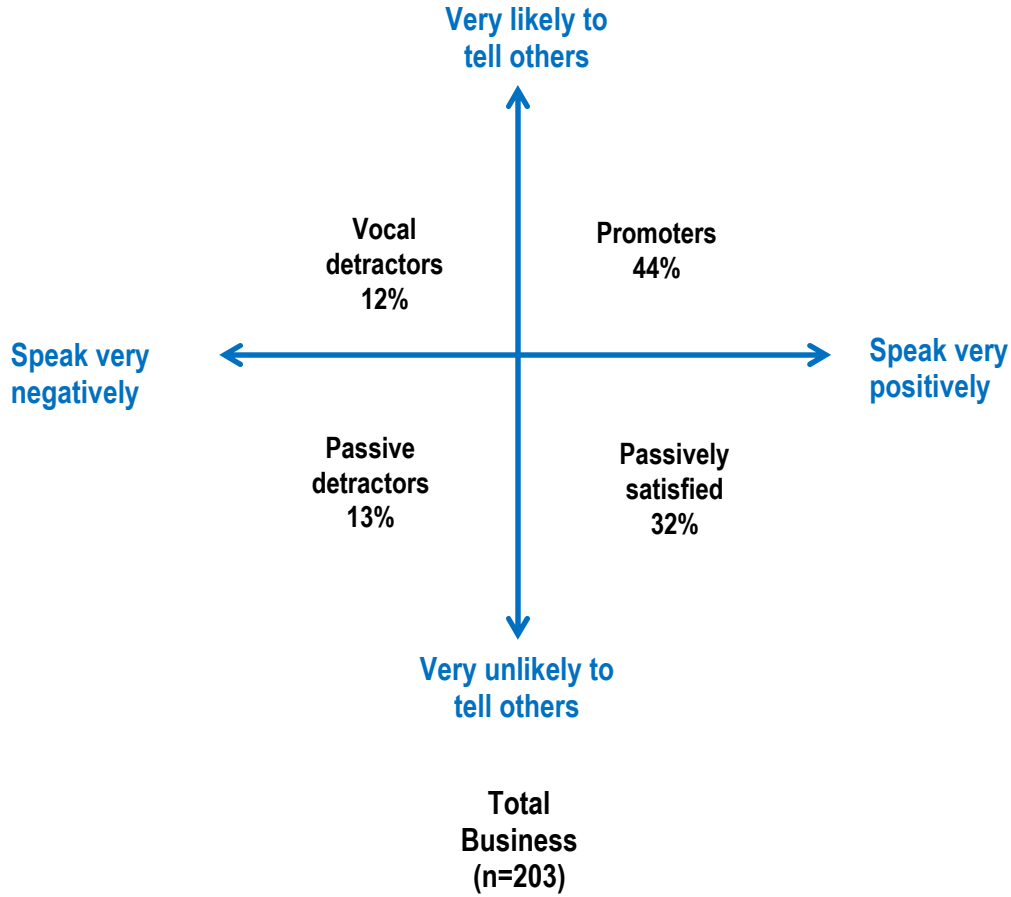 Very likely to
tell others
Vocal
detractors
12%
Promoters
44%
Speak very
negatively
Speak very
positively
Passive
detractors
13%
Passively
satisfied
32%
Very unlikely to
tell others
Total
Business
(n=203)